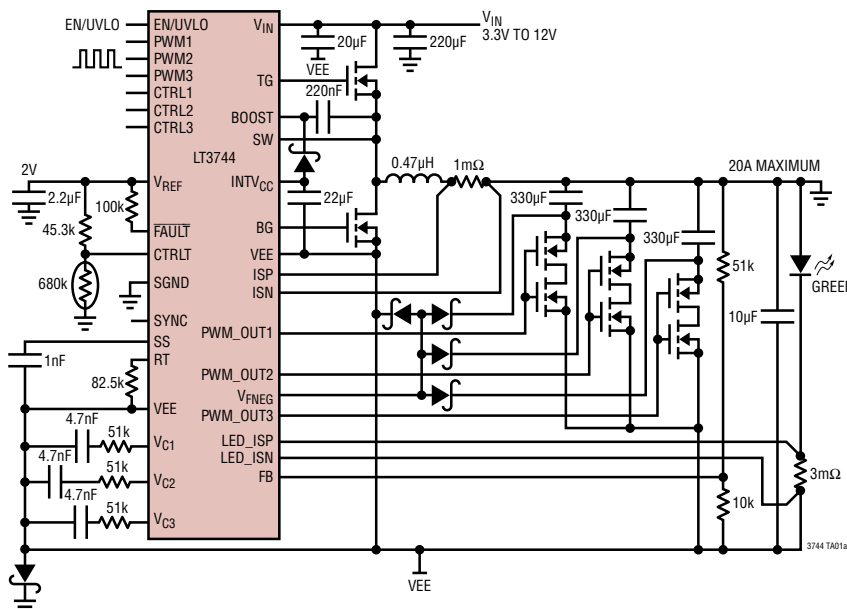 EN/UVLO
EN/UVLO
PWM1
PWM2
PWM3
CTRL1
CTRL2
CTRL3
LT3744
VIN
VIN
3.3V TO 12V
20µF
VEE
220µF
TG
220nF
BOOST
SW
0.47µH
1mΩ
20A MAXIMUM
2V
VREF
INTVCC
2.2µF
100k
22µF
330µF
330µF
330µF
45.3k
FAULT
BG
CTRLT
VEE
51k
680k
ISP
GREE
SGND
ISN
10µF
SYNC
PWM_OUT1
SS
1nF
RT
PWM_OUT2
82.5k
VFNEG
VEE
PWM_OUT3
4.7nF
51k
VC1
LED_ISP
4.7nF
51k
LED_ISN
3mΩ
VC2
FB
4.7nF
51k
10k
VC3
3744 TA01a
VEE